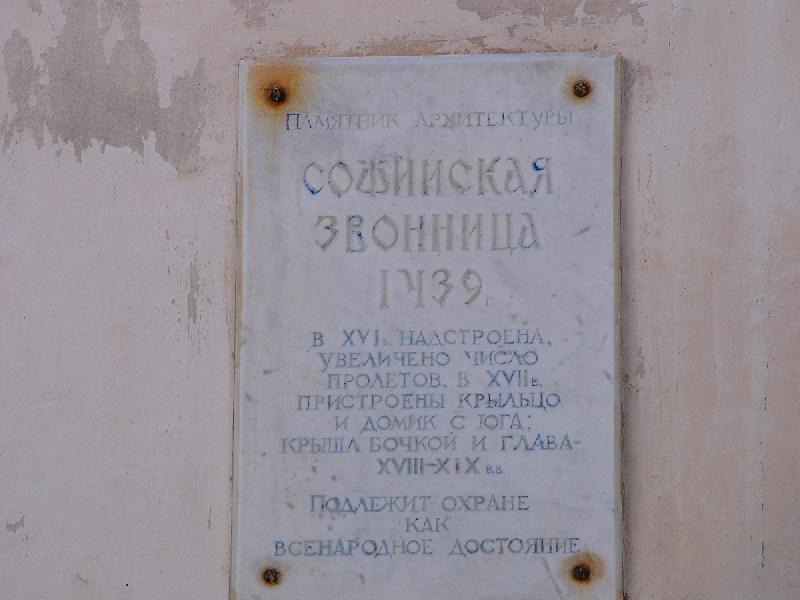 ПАМЯТНИК АРХИТЕКТУРЫ
СОФИЙСКАЯ
ЗВОННИЦА
1439 г.
В XVI в. НАДСТРОЕНА,
УВЕЛИЧЕНО ЧИСЛО
ПРОЛЕТОВ. В XVII в.
ПРИСТРОЕНЫ КРЫЛЬЦО
И ДОМИК С ЮГА;
КРЫША БОЧКОЙ И ГЛАВА-
XVIII-XIX в.в.
ПОДЛЕЖИТ ОХРАНЕ
КАК
ВСЕНАРОДНОЕ ДОСТОЯНИЕ